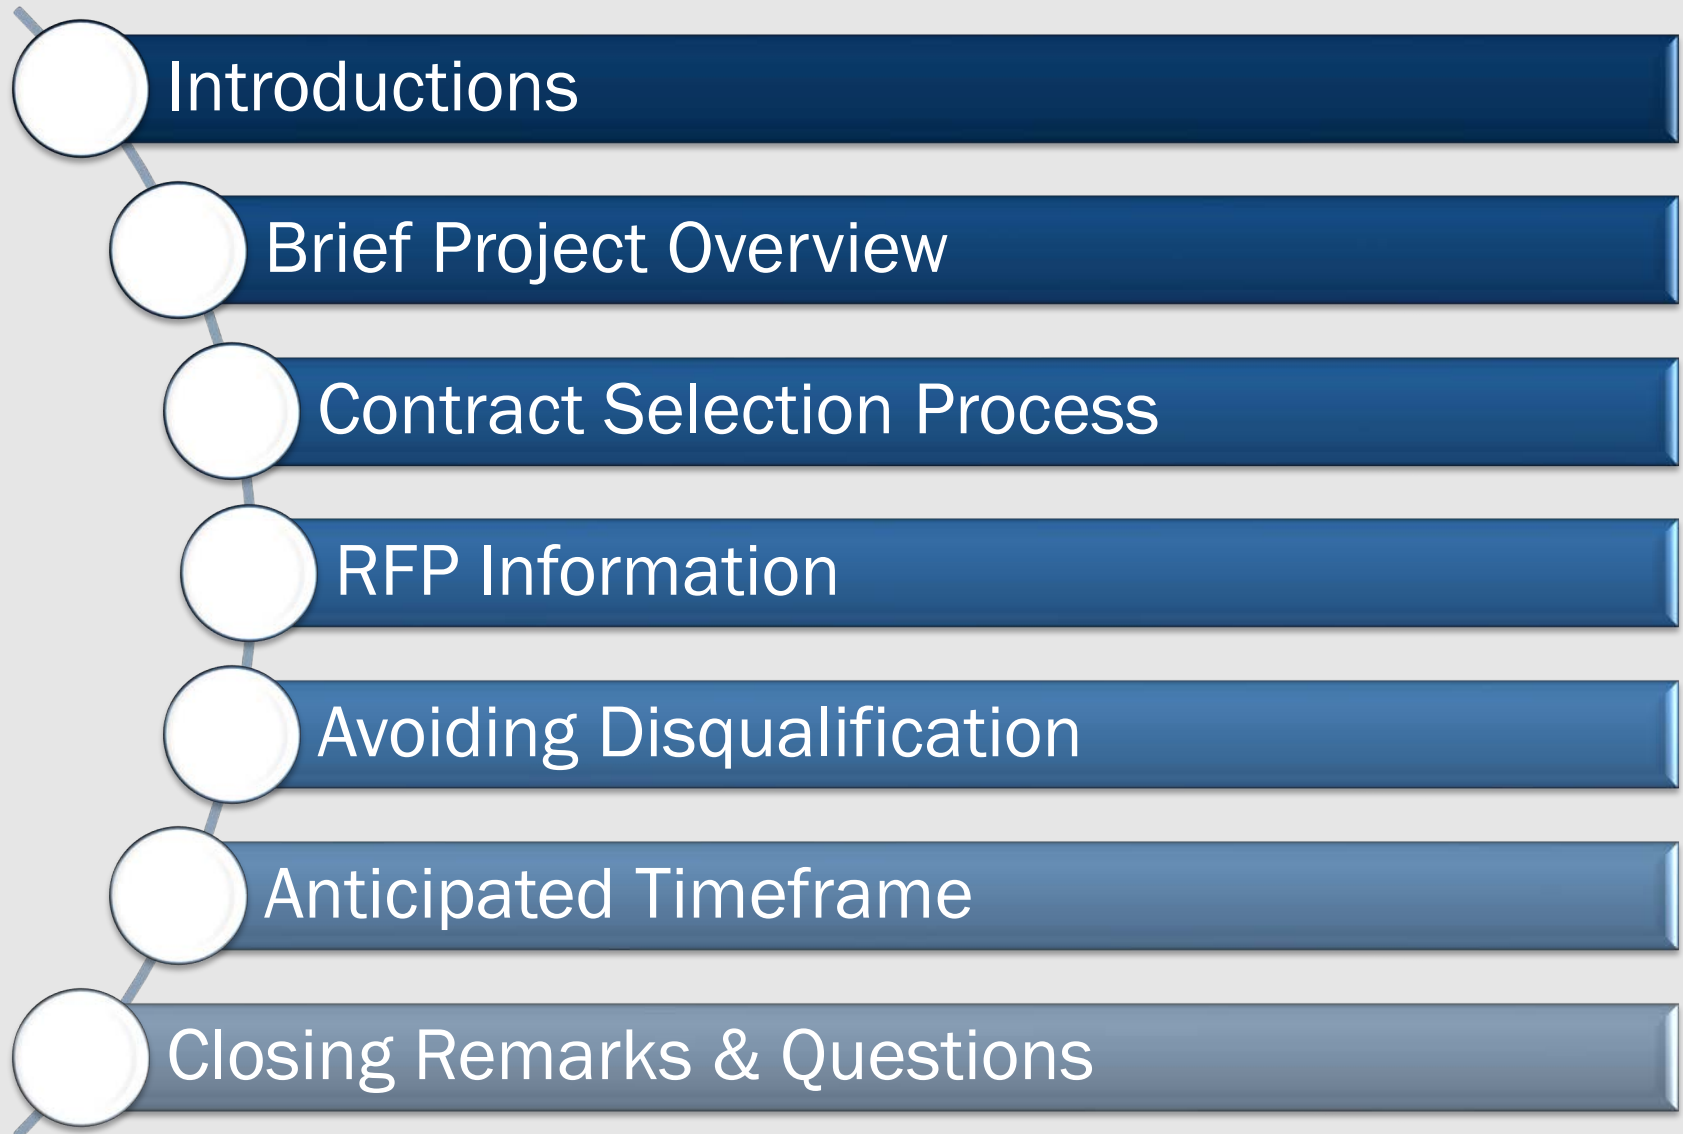 Introductions
Brief Project Overview
Contract Selection Process
RFP Information
Avoiding Disqualification
Anticipated Timeframe
Closing Remarks & Questions